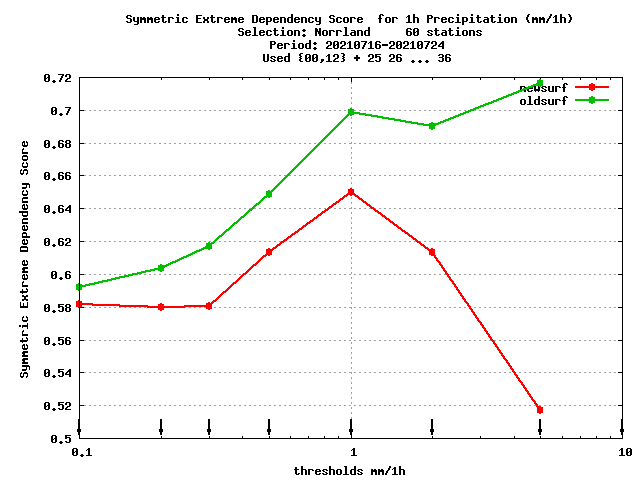 Symmetric Extreme Dependency Score  for 1h Precipitation (mm/1h)
Selection: Norrland     60 stations
Period: 20210716-20210724
Used {00,12} + 25 26 ... 36
0.72
0.7
0.68
0.66
0.64
0.62
0.6
0.58
0.56
0.54
0.52
0.5
Symmetric Extreme Dependency Score
newsurf
oldsurf
0.1
1
10
thresholds mm/1h